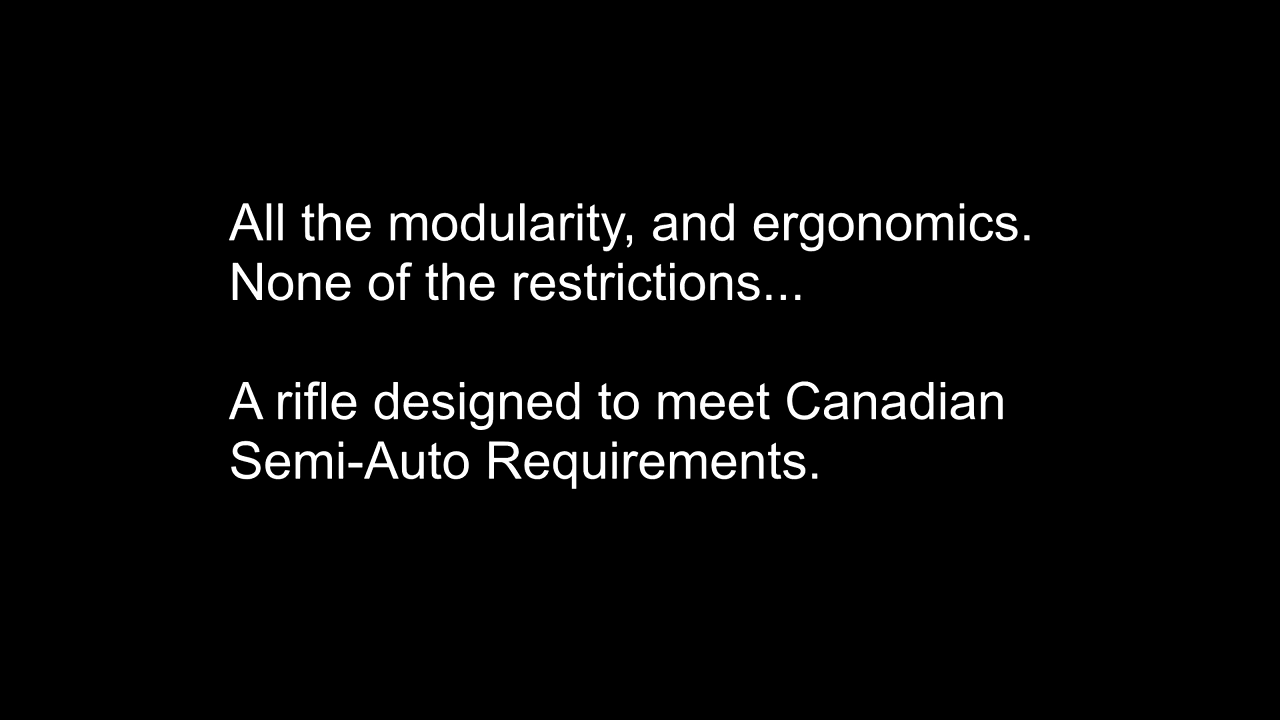 All the modularity, and ergonomics.
None of the restrictions...
A rifle designed to meet Canadian
Semi-Auto Requirements.